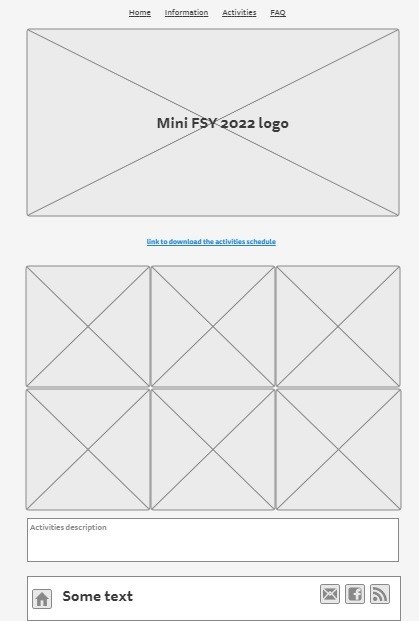 Home Information Activities FAQ
Mini FSY 2022 logo
link to download the activities schedule
Activities description
Some text